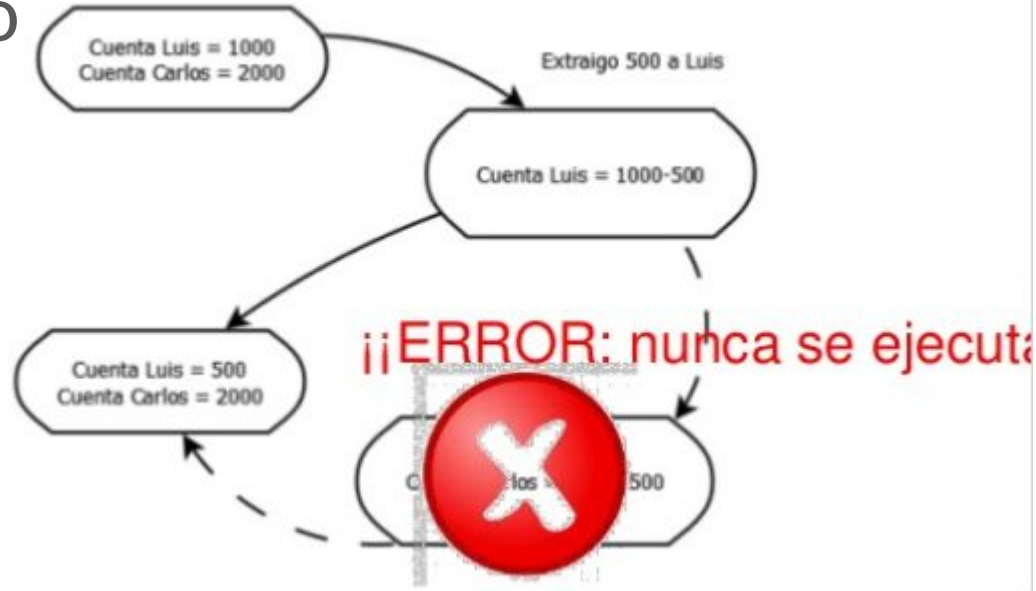 Cuenta Luis = 1000
Cuenta Carlos = 2000
Extraigo 500 a Luis
Cuenta Luis = 1000-500
¡¡ERROR: nunca se ejecuta
Cuenta Luis = 500
Cuenta Carlos = 2000
500